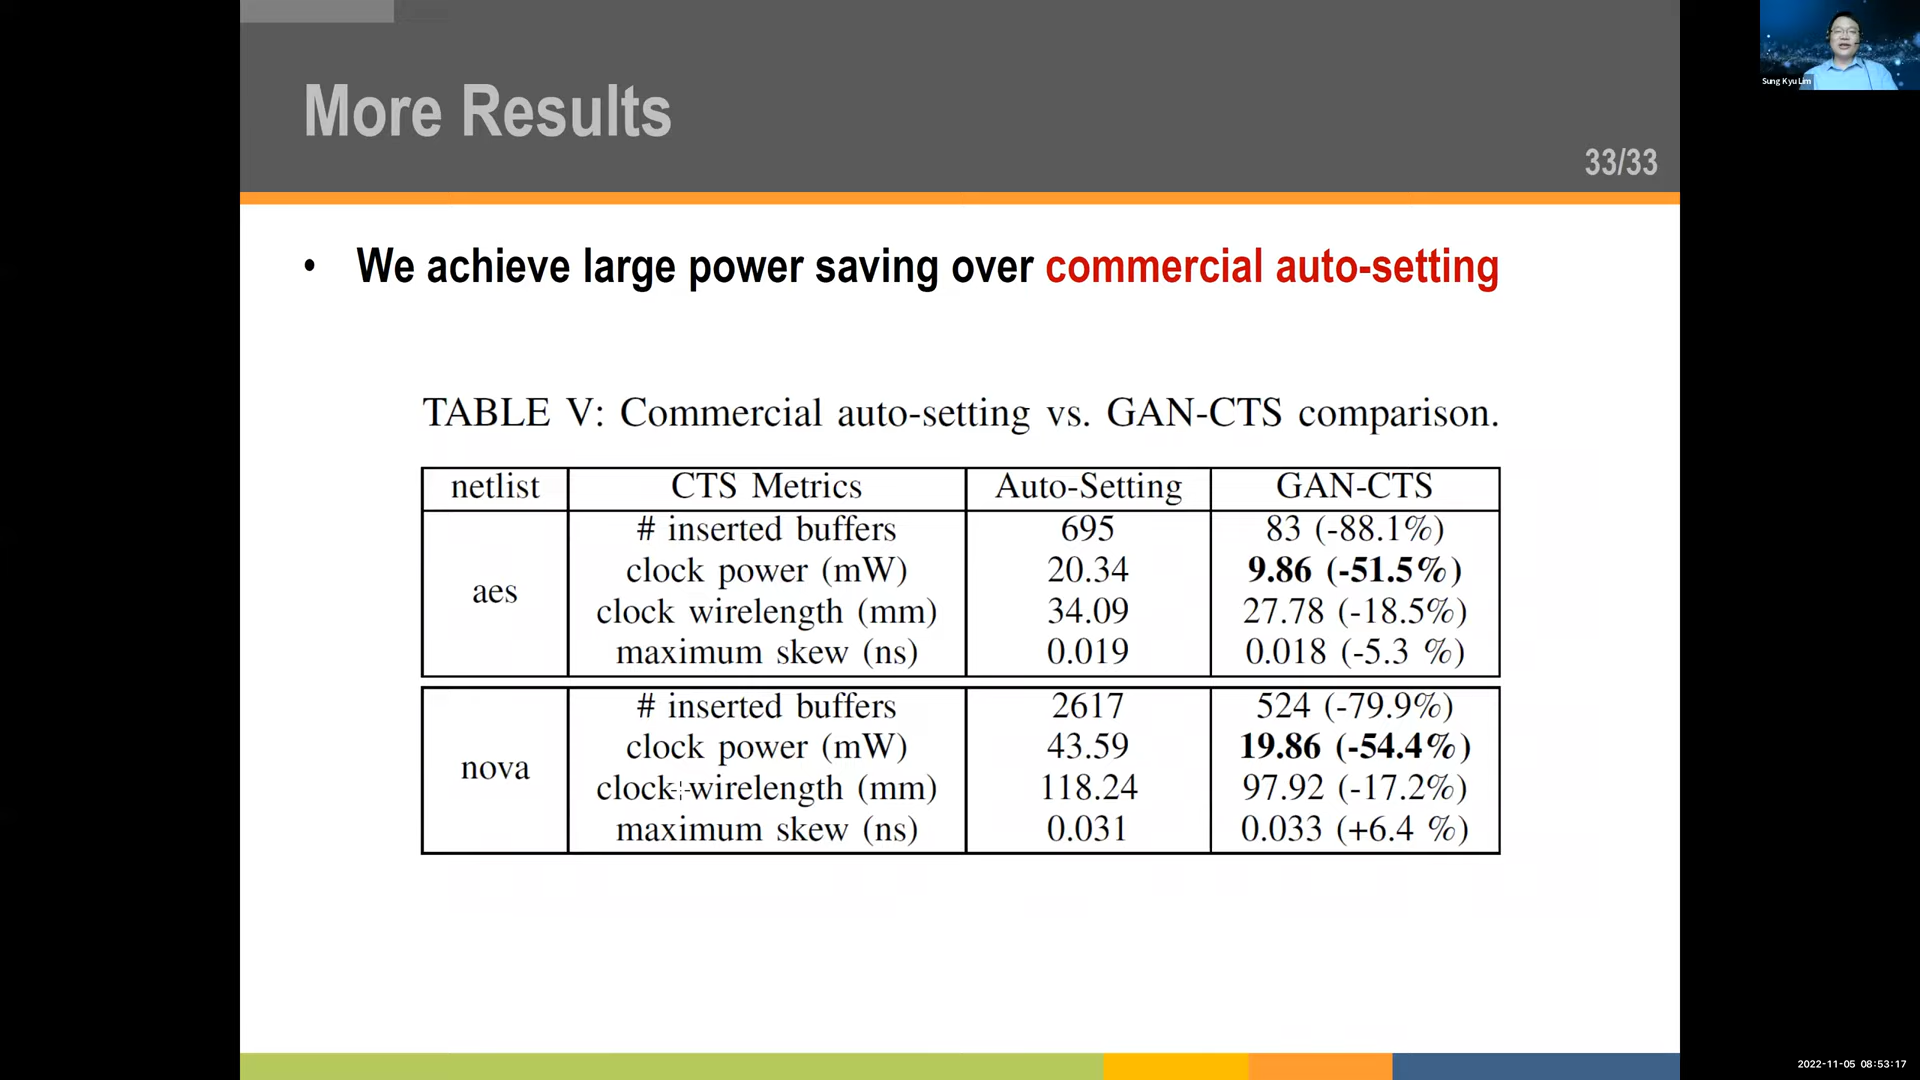 More Results
33/33
Sung Kyu Lim
• We achieve large power saving over commercial auto-setting
TABLE V: Commercial auto-setting vs. GAN-CTS comparison.
netlist CTS Metrics Auto-Setting GAN-CTS
aes
# inserted buffers 695 83 (-88.1%)
clock power (mW) 20.34 9.86 (-51.5%)
clock wirelength (mm) 34.09 27.78 (-18.5%)
maximum skew (ns) 0.019 0.018 (-5.3 %)
nova
# inserted buffers 2617 524 (-79.9%)
clock power (mW) 43.59 19.86 (-54.4%)
clock wirelength (mm) 118.24 97.92 (-17.2%)
maximum skew (ns) 0.031 0.033 (+6.4 %)
2022-11-05 08:53:17